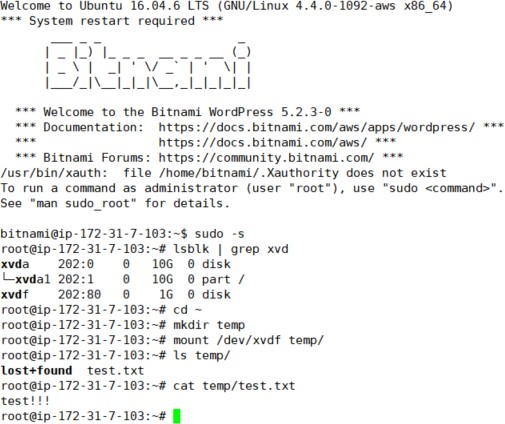 Welcome to Ubuntu 16.04.6 LTS (GNU/Linux 4.4.0-1092-aws x86_64)
*** System restart required ***
       ___ _ _                   _
      | _ |_) |_ _ _  __ _ _ __ (_)
      | _ \ |  _| ' \/ _` | '  \| |
      |___/_|\__|_|_|\__,_|_|_|_|_|
  *** Welcome to the Bitnami WordPress 5.2.3-0 ***
  *** Documentation:  https://docs.bitnami.com/aws/apps/wordpress/ ***
  ***                 https://docs.bitnami.com/aws/ ***
  *** Bitnami Forums: https://community.bitnami.com/ ***
/usr/bin/xauth:  file /home/bitnami/.Xauthority does not exist
To run a command as administrator (user "root"), use "sudo <command>".
See "man sudo_root" for details.
bitnami@ip-172-31-7-103:~$ sudo -s
root@ip-172-31-7-103:~# lsblk | grep xvd
xvda    202:0    0   10G  0 disk
└─xvda1 202:1    0   10G  0 part /
xvdf    202:80   0    1G  0 disk
root@ip-172-31-7-103:~# cd ~
root@ip-172-31-7-103:~# mkdir temp
root@ip-172-31-7-103:~# mount /dev/xvdf temp/
root@ip-172-31-7-103:~# ls temp/
lost+found  test.txt
root@ip-172-31-7-103:~# cat temp/test.txt
test!!!
root@ip-172-31-7-103:~#